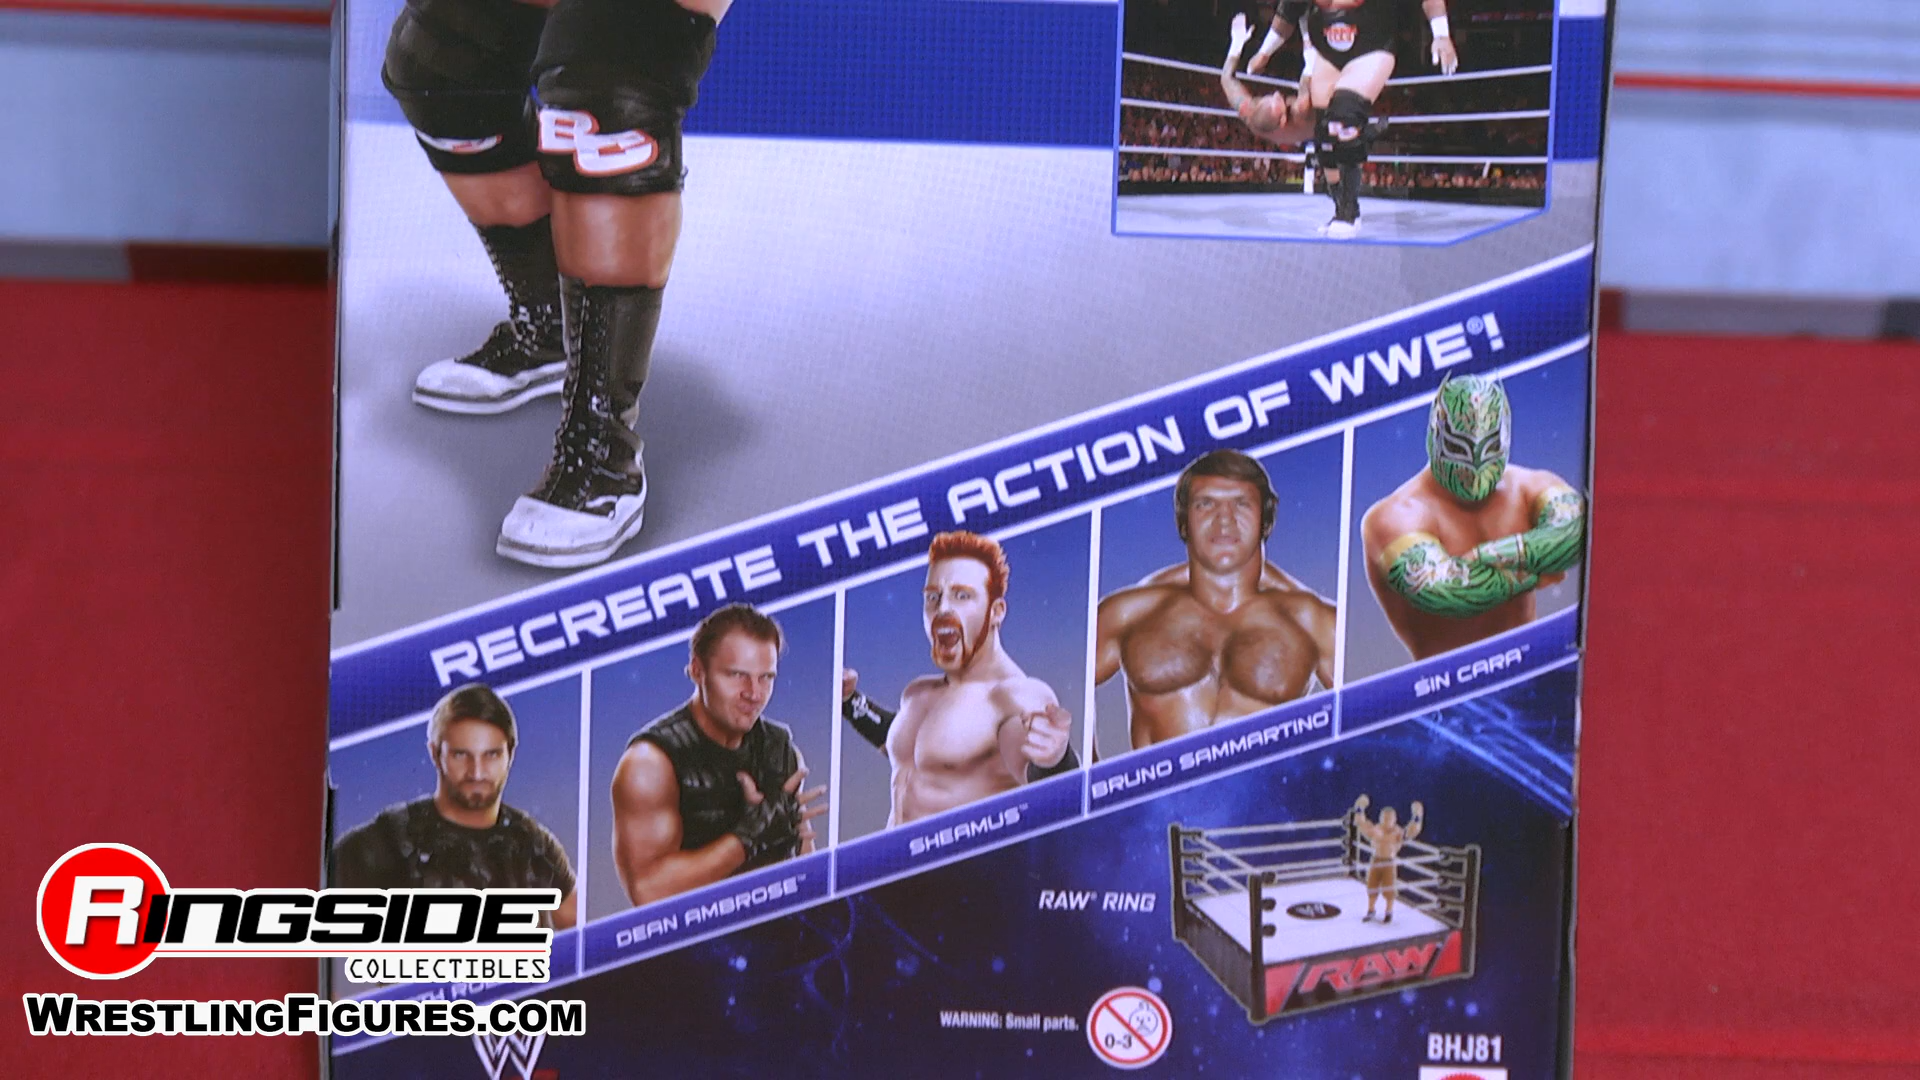 BC
RECREATE THE ACTION OF WWE®!
SIN CARA™
BRUNO SAMMARTINO™
SHEAMUS™
DEAN AMBROSE™
RAW® RING
RAW
RINGSIDE
COLLECTIBLES
WRESTLINGFIGURES.COM
WARNING: Small parts.
0-3
BHJ81
W